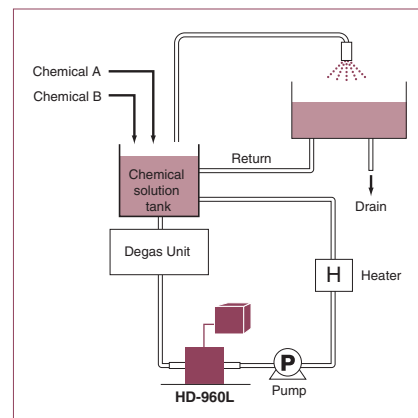 Chemical A
Chemical B
Return
Chemical
solution
tank
Drain
Degas Unit
H
Heater
P
Pump
HD-960L